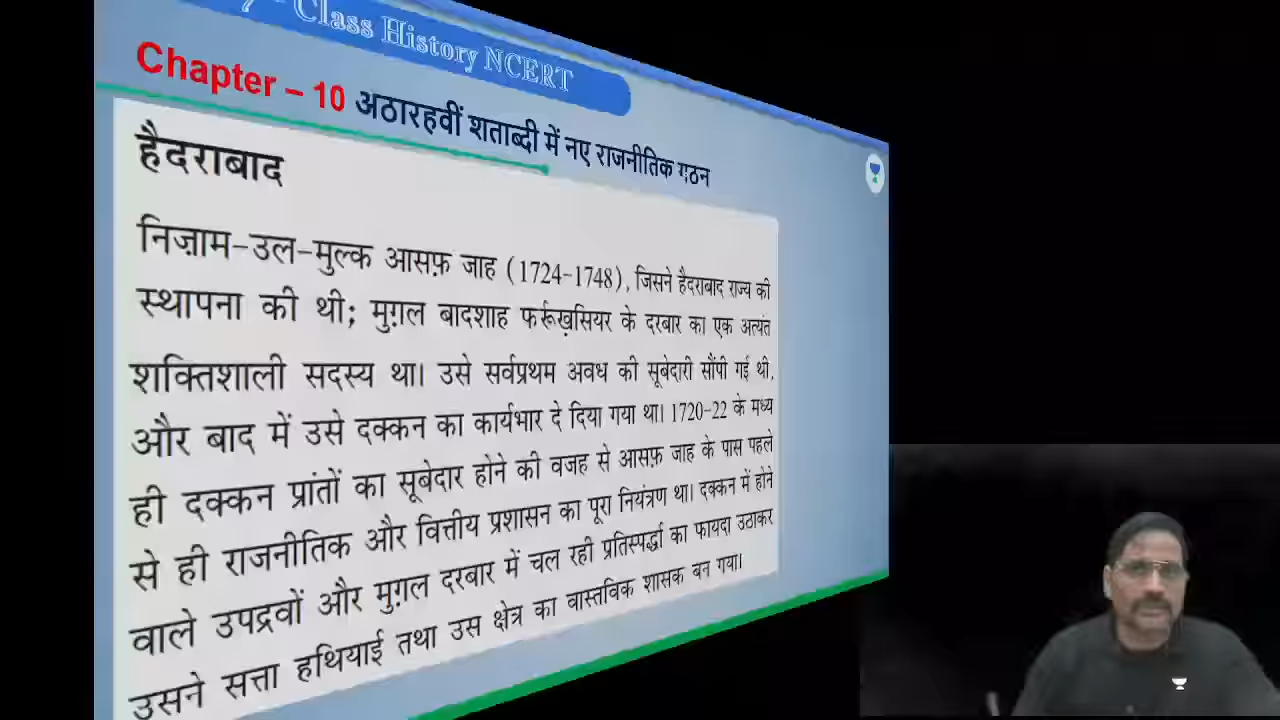 7 - Class History NCERT
Chapter – 10 अठारहवीं शताब्दी में नए राजनीतिक गठन
हैदराबाद
निज़ाम-उल-मुल्क आसफ़ जाह (1724-1748), जिसने हैदराबाद राज्य की
स्थापना की थी; मुग़ल बादशाह फर्रूख़सियर के दरबार का एक अत्यंत
शक्तिशाली सदस्य था। उसे सर्वप्रथम अवध की सूबेदारी सौंपी गई थी,
और बाद में उसे दक्कन का कार्यभार दे दिया गया था। 1720-22 के मध्य
ही दक्कन प्रांतों का सूबेदार होने की वजह से आसफ़ जाह के पास पहले
से ही राजनीतिक और वित्तीय प्रशासन का पूरा नियंत्रण था। दक्कन में होने
वाले उपद्रवों और मुग़ल दरबार में चल रही प्रतिस्पर्द्धा का फायदा उठाकर
उसने सत्ता हथियाई तथा उस क्षेत्र का वास्तविक शासक बन गया।